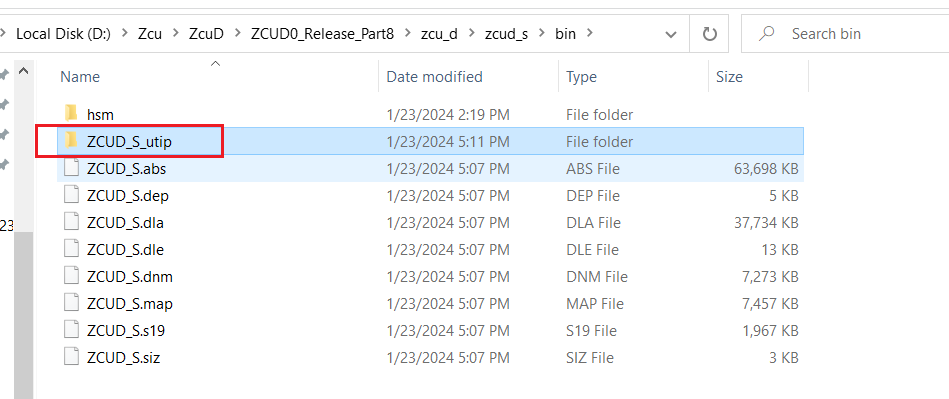 Local Disk (D:) > Zcu > ZcuD > ZCUD0_Release_Part8 > zcu_d > zcud_s > bin > Search bin
Name Date modified Type Size
hsm 1/23/2024 2:19 PM File folder
ZCUD_S_utip 1/23/2024 5:11 PM File folder
ZCUD_S.abs 1/23/2024 5:07 PM ABS File 63,698 KB
ZCUD_S.dep 1/23/2024 5:07 PM DEP File 5 KB
ZCUD_S.dla 1/23/2024 5:07 PM DLA File 37,734 KB
23 ZCUD_S.dle 1/23/2024 5:07 PM DLE File 13 KB
ZCUD_S.dnm 1/23/2024 5:07 PM DNM File 7,273 KB
ZCUD_S.map 1/23/2024 5:07 PM MAP File 7,457 KB
ZCUD_S.s19 1/23/2024 5:07 PM S19 File 1,967 KB
ZCUD_S.siz 1/23/2024 5:07 PM SIZ File 3 KB